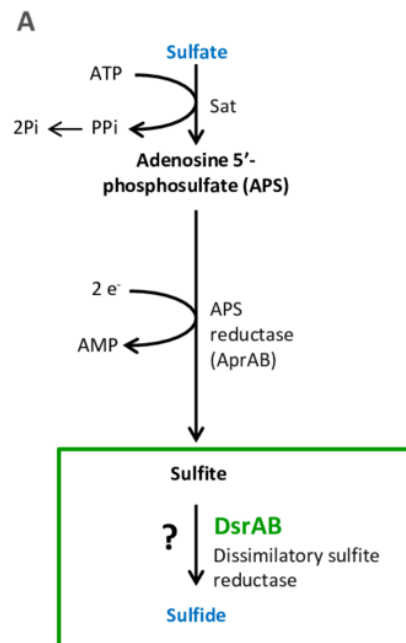 A
Sulfate
ATP
Sat
2Pi PPi
Adenosine 5’-
phosphosulfate (APS)
2 e-
APS
reductase
(AprAB)
AMP
Sulfite
?
DsrAB
Dissimilatory sulfite
reductase
Sulfide